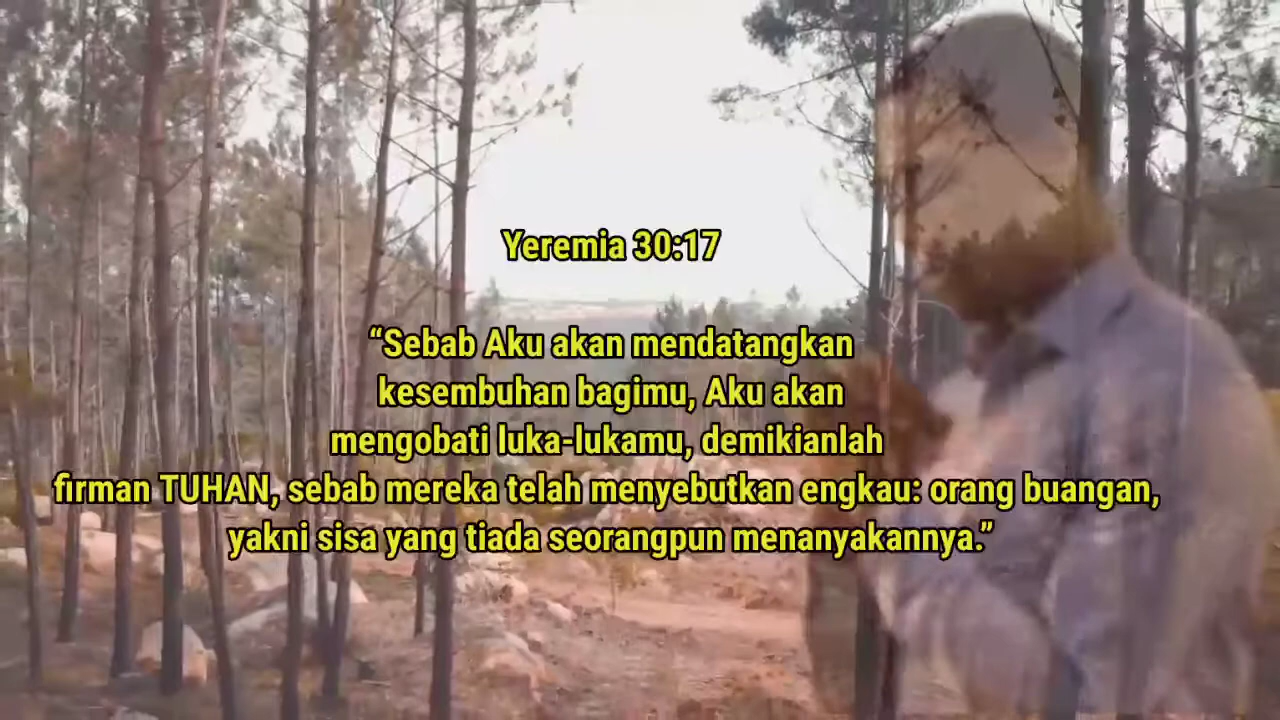 Yeremia 30:17
“Sebab Aku akan mendatangkan
kesembuhan bagimu, Aku akan
mengobati luka-lukamu, demikianlah
firman TUHAN, sebab mereka telah menyebutkan engkau: orang buangan,
yakni sisa yang tiada seorangpun menanyakannya.”